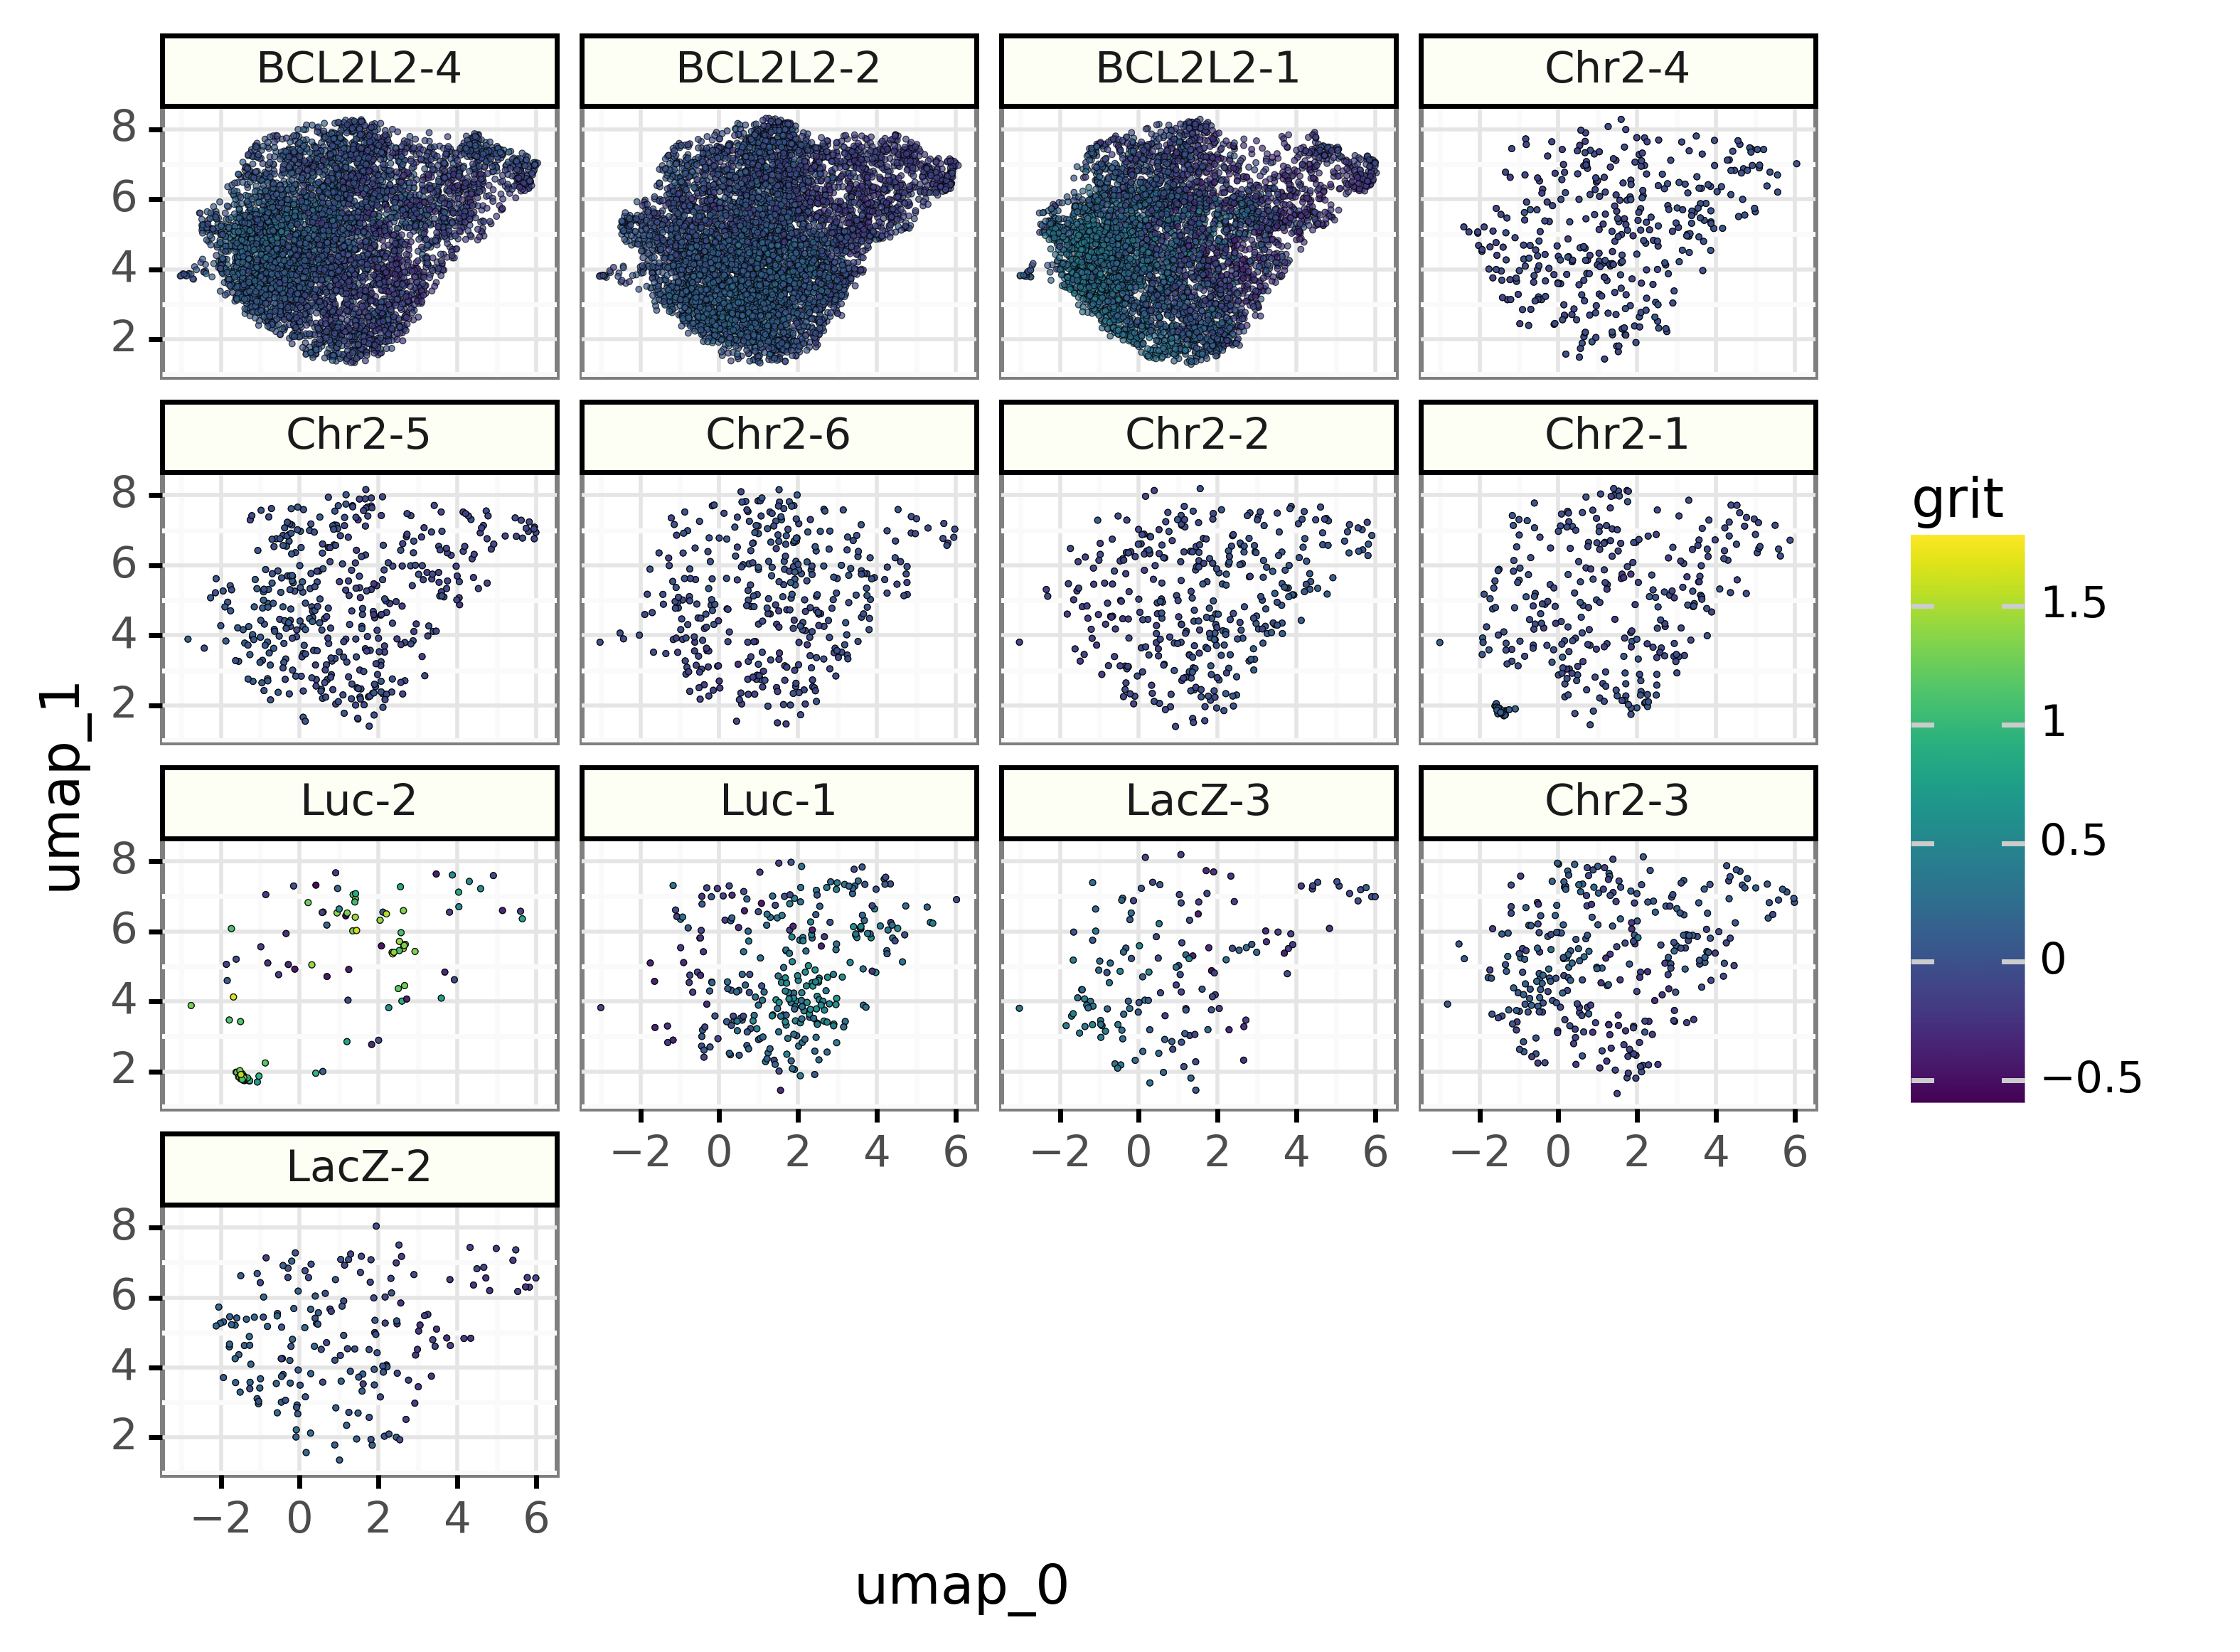 BCL2L2-4 BCL2L2-2 BCL2L2-1 Chr2-4
8
6
4
2
Chr2-5 Chr2-6 Chr2-2 Chr2-1
8
6
4
2
Luc-2 Luc-1 LacZ-3 Chr2-3
8
6
4
2
−2 0 2 4 6 −2 0 2 4 6 −2 0 2 4 6
LacZ-2
8
6
4
2
−2 0 2 4 6
umap_0
umap_1
grit
1.5
1
0.5
0
−0.5